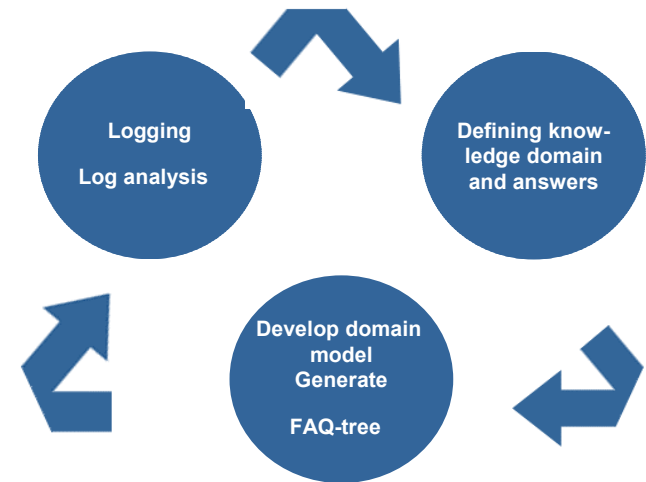 Logging
Log analysis
Defining know-
ledge domain
and answers
Develop domain
model
Generate
FAQ-tree